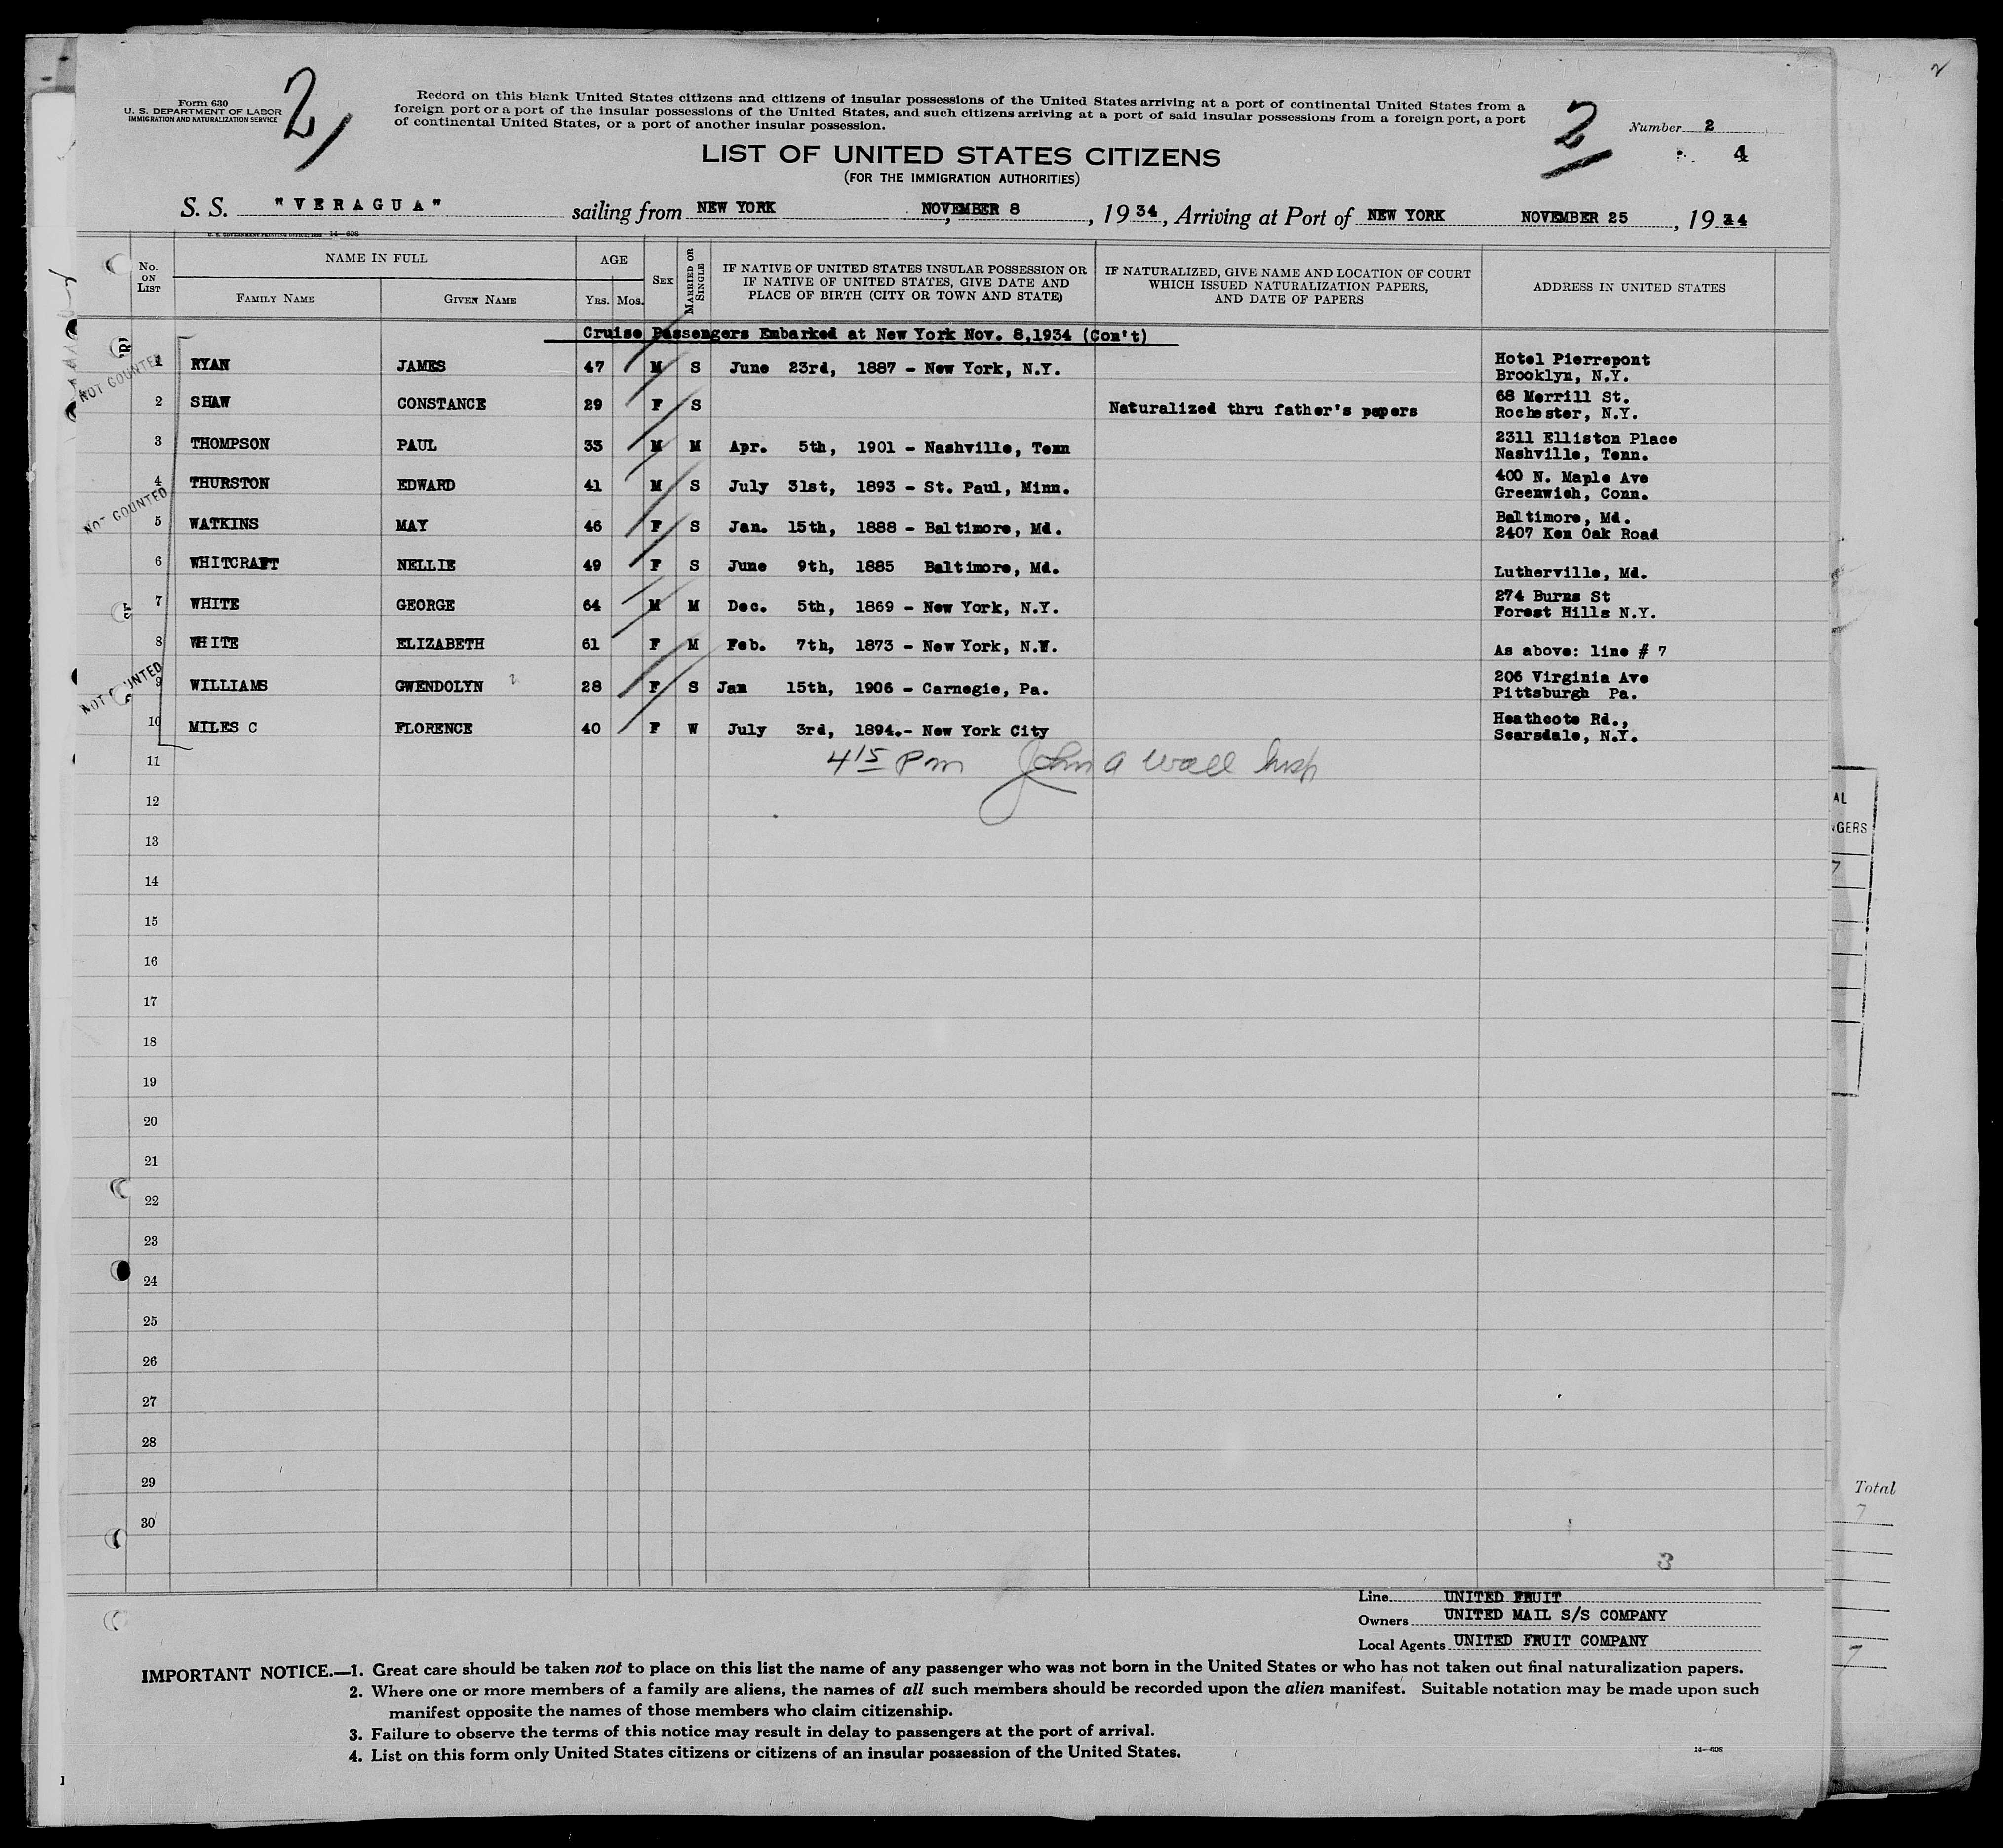 Form 630
U. S. DEPARTMENT OF LABOR
IMMIGRATION AND NATURALIZATION SERVICE
2
Record on this blank United States citizens and citizens of insular possessions of the United States arriving at a port of continental United States from a
foreign port or a port of the insular possessions of the United States, and such citizens arriving at a port of said insular possessions from a foreign port, a port
of continental United States, or a port of another insular possession.
2
Number 2
4
LIST OF UNITED STATES CITIZENS
(FOR THE IMMIGRATION AUTHORITIES)
S. S. "VERAGUA" sailing from NEW YORK, NOVEMBER 8, 1934, Arriving at Port of NEW YORK NOVEMBER 25, 1934
No. ON LIST
NAME IN FULL
FAMILY NAME
GIVEN NAME
AGE
YRS. MOS.
SEX
MARRIED OR SINGLE
IF NATIVE OF UNITED STATES INSULAR POSSESSION OR
IF NATIVE OF UNITED STATES, GIVE DATE AND
PLACE OF BIRTH (CITY OR TOWN AND STATE)
IF NATURALIZED, GIVE NAME AND LOCATION OF COURT
WHICH ISSUED NATURALIZATION PAPERS,
AND DATE OF PAPERS
ADDRESS IN UNITED STATES
Cruise Passengers Embarked at New York Nov. 8,1934 (Con't)
NOT COUNTED
1 RYAN JAMES 47 M S June 23rd, 1887 - New York, N.Y. Hotel Pierrepont
Brooklyn, N.Y.
2 SHAW CONSTANCE 29 F S Naturalized thru father's papers 68 Merrill St.
Rochester, N.Y.
3 THOMPSON PAUL 33 M M Apr. 5th, 1901 - Nashville, Tenn 2311 Elliston Place
Nashville, Tenn.
4 THURSTON EDWARD 41 M S July 31st, 1893 - St. Paul, Minn. 400 N. Maple Ave
Greenwich, Conn.
NOT COUNTED
5 WATKINS MAY 46 F S Jan. 15th, 1888 - Baltimore, Md. Baltimore, Md.
2407 Ken Oak Road
6 WHITCRAFT NELLIE 49 F S June 9th, 1885 Baltimore, Md. Lutherville, Md.
7 WHITE GEORGE 64 M M Dec. 5th, 1869 - New York, N.Y. 274 Burns St
Forest Hills N.Y.
8 WHITE ELIZABETH 61 F M Feb. 7th, 1873 - New York, N.Y. As above: line # 7
NOT COUNTED
9 WILLIAMS GWENDOLYN 28 F S Jan 15th, 1906 - Carnegie, Pa. 206 Virginia Ave
Pittsburgh Pa.
10 MILES C FLORENCE 40 F W July 3rd, 1894.- New York City Heathcote Rd.,
Scarsdale, N.Y.
11 4 15 Pm John A Wall Insp
12
13
14
15
16
17
18
19
20
21
22
23
24
25
26
27
28
29
30
3
Line UNITED FRUIT
Owners UNITED MAIL S/S COMPANY
Local Agents UNITED FRUIT COMPANY
IMPORTANT NOTICE.—1. Great care should be taken not to place on this list the name of any passenger who was not born in the United States or who has not taken out final naturalization papers.
2. Where one or more members of a family are aliens, the names of all such members should be recorded upon the alien manifest. Suitable notation may be made upon such
manifest opposite the names of those members who claim citizenship.
3. Failure to observe the terms of this notice may result in delay to passengers at the port of arrival.
4. List on this form only United States citizens or citizens of an insular possession of the United States.
14—608
2
AL
NGERS
7
Total
7
7